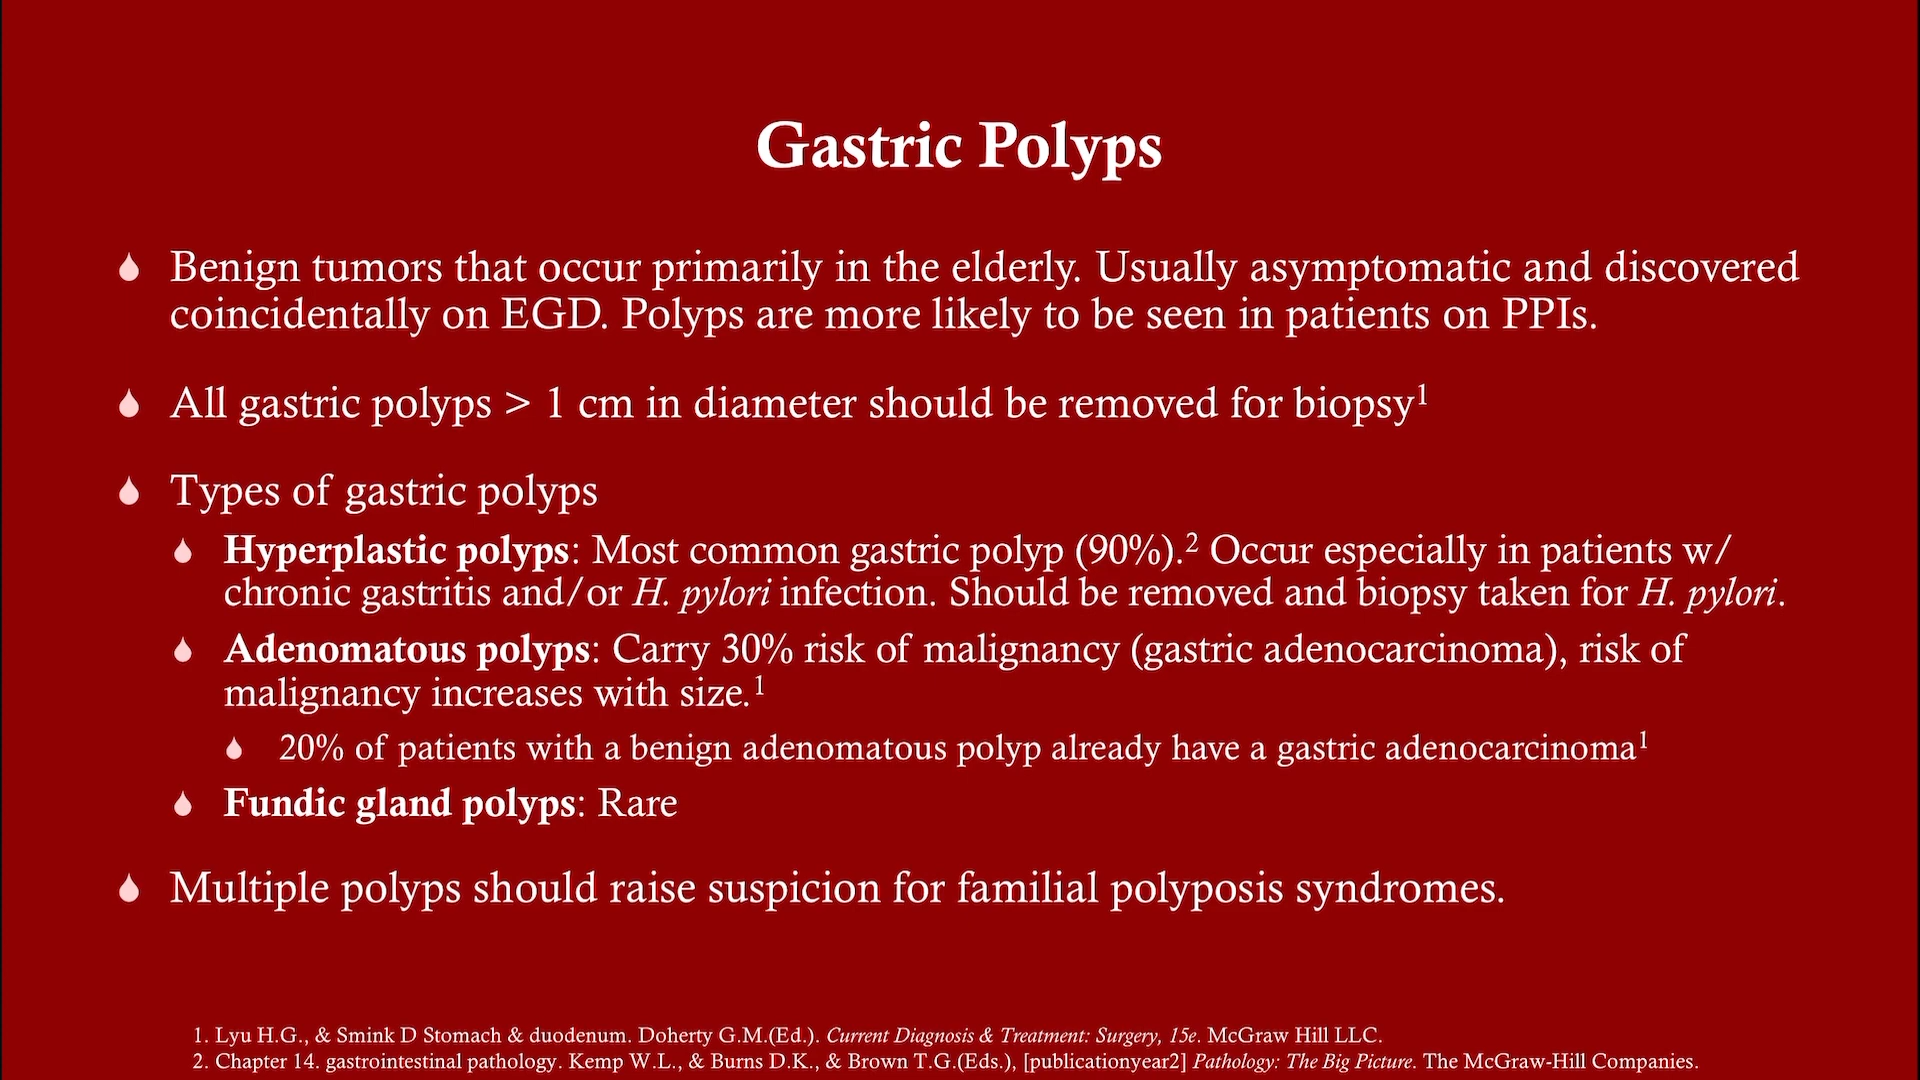 Gastric Polyps
Benign tumors that occur primarily in the elderly. Usually asymptomatic and discovered
coincidentally on EGD. Polyps are more likely to be seen in patients on PPIs.
All gastric polyps > 1 cm in diameter should be removed for biopsy¹
Types of gastric polyps
Hyperplastic polyps: Most common gastric polyp (90%).² Occur especially in patients w/
chronic gastritis and/or H. pylori infection. Should be removed and biopsy taken for H. pylori.
Adenomatous polyps: Carry 30% risk of malignancy (gastric adenocarcinoma), risk of
malignancy increases with size.¹
20% of patients with a benign adenomatous polyp already have a gastric adenocarcinoma¹
Fundic gland polyps: Rare
Multiple polyps should raise suspicion for familial polyposis syndromes.
1. Lyu H.G., & Smink D Stomach & duodenum. Doherty G.M.(Ed.). Current Diagnosis & Treatment: Surgery, 15e. McGraw Hill LLC.
2. Chapter 14. gastrointestinal pathology. Kemp W.L., & Burns D.K., & Brown T.G.(Eds.), [publicationyear2] Pathology: The Big Picture. The McGraw-Hill Companies.